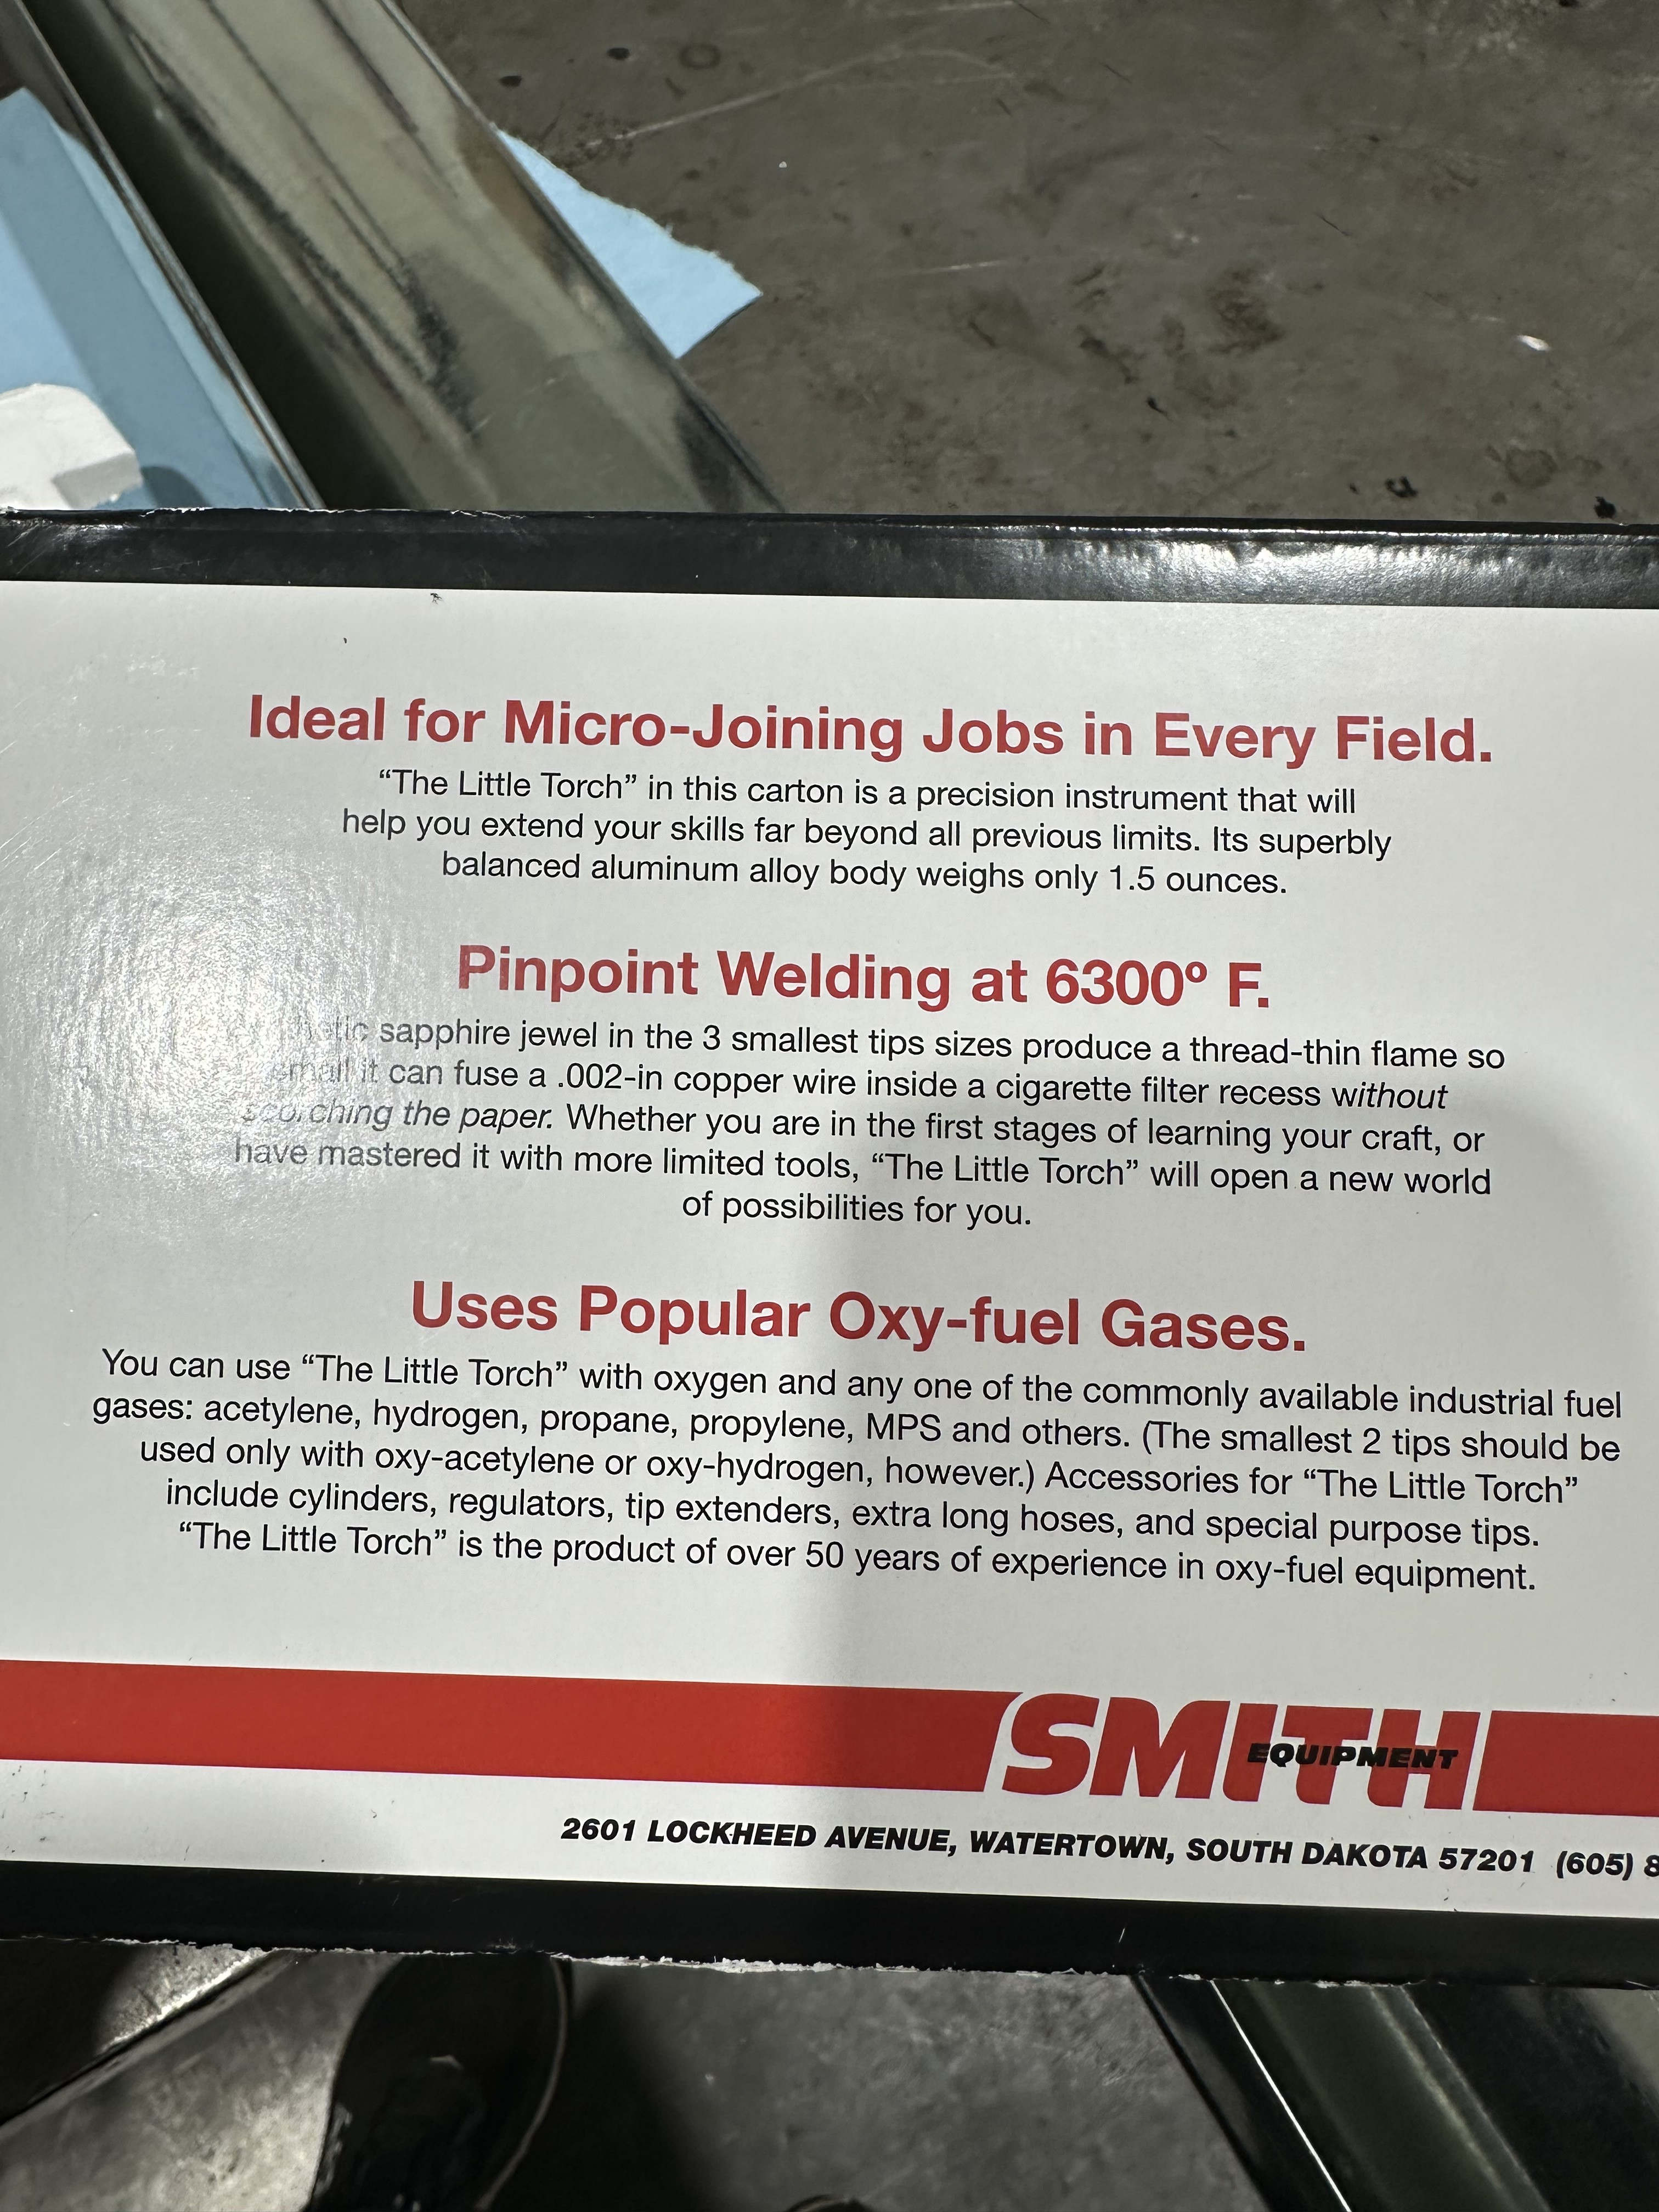 Ideal for Micro-Joining Jobs in Every Field.
“The Little Torch” in this carton is a precision instrument that will
help you extend your skills far beyond all previous limits. Its superbly
balanced aluminum alloy body weighs only 1.5 ounces.
Pinpoint Welding at 6300º F.
sapphire jewel in the 3 smallest tips sizes produce a thread-thin flame so
small it can fuse a .002-in copper wire inside a cigarette filter recess without
scorching the paper. Whether you are in the first stages of learning your craft, or
have mastered it with more limited tools, “The Little Torch” will open a new world
of possibilities for you.
Uses Popular Oxy-fuel Gases.
You can use “The Little Torch” with oxygen and any one of the commonly available industrial fuel
gases: acetylene, hydrogen, propane, propylene, MPS and others. (The smallest 2 tips should be
used only with oxy-acetylene or oxy-hydrogen, however.) Accessories for “The Little Torch”
include cylinders, regulators, tip extenders, extra long hoses, and special purpose tips.
“The Little Torch” is the product of over 50 years of experience in oxy-fuel equipment.
SMITH
EQUIPMENT
2601 LOCKHEED AVENUE, WATERTOWN, SOUTH DAKOTA 57201 (605) 8